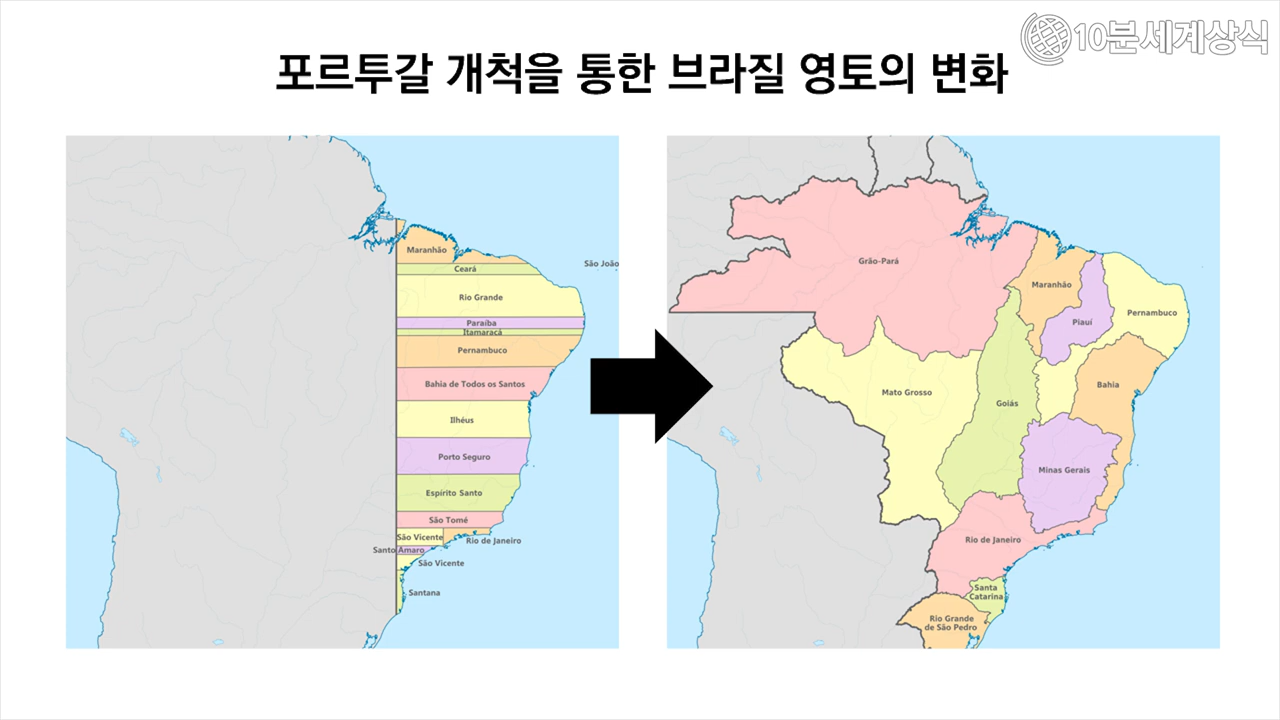 10분세계상식
포르투갈 개척을 통한 브라질 영토의 변화
Maranhão
Ceará
São João
Rio Grande
Paraíba
Itamaracá
Pernambuco
Bahia de Todos os Santos
Ilhéus
Porto Seguro
Espírito Santo
São Tomé
São Vicente
Rio de Janeiro
Santo Amaro
São Vicente
Santana
Grão-Pará
Maranhão
Piauí
Pernambuco
Mato Grosso
Goiás
Bahia
Minas Gerais
Rio de Janeiro
Santa
Catarina
Rio Grande
de São Pedro